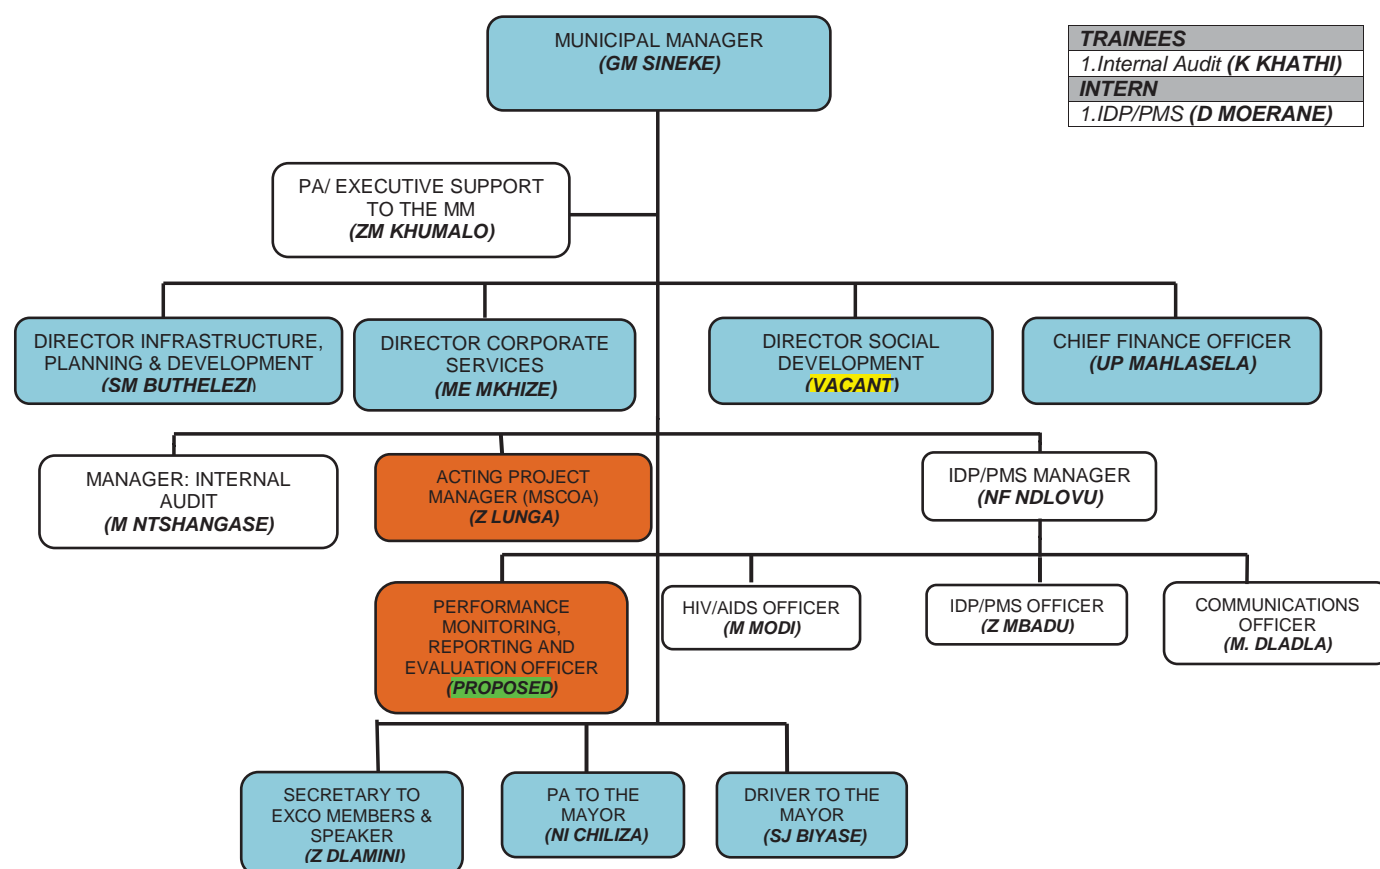 MUNICIPAL MANAGER
(GM SINEKE)
TRAINEES
1.Internal Audit (K KHATHI)
INTERN
1.IDP/PMS (D MOERANE)
PA/ EXECUTIVE SUPPORT
TO THE MM
(ZM KHUMALO)
DIRECTOR INFRASTRUCTURE,
PLANNING & DEVELOPMENT
(SM BUTHELEZI)
DIRECTOR CORPORATE
SERVICES
(ME MKHIZE)
DIRECTOR SOCIAL
DEVELOPMENT
(VACANT)
CHIEF FINANCE OFFICER
(UP MAHLASELA)
MANAGER: INTERNAL
AUDIT
(M NTSHANGASE)
ACTING PROJECT
MANAGER (MSCOA)
(Z LUNGA)
IDP/PMS MANAGER
(NF NDLOVU)
PERFORMANCE
MONITORING,
REPORTING AND
EVALUATION OFFICER
(PROPOSED)
HIV/AIDS OFFICER
(M MODI)
IDP/PMS OFFICER
(Z MBADU)
COMMUNICATIONS
OFFICER
(M. DLADLA)
SECRETARY TO
EXCO MEMBERS &
SPEAKER
(Z DLAMINI)
PA TO THE
MAYOR
(NI CHILIZA)
DRIVER TO THE
MAYOR
(SJ BIYASE)